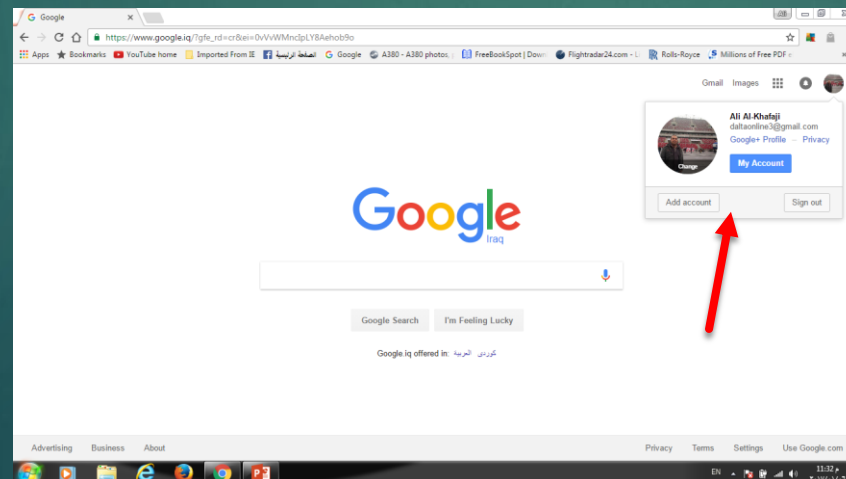 Google
https://www.google.iq/?gfe_rd=cr&ei=0vVvWMncIpLY8Aehob9o
Apps Bookmarks YouTube home Imported From IE الصفحة الرئيسية Google A380 - A380 photos, FreeBookSpot | Down Flightradar24.com - Li Rolls-Royce Millions of Free PDF e
Gmail Images
Ali Al-Khafaji
daltaonline3@gmail.com
Google+ Profile – Privacy
Change
My Account
Add account Sign out
Google
Iraq
Google Search I'm Feeling Lucky
Google.iq offered in: العربية كوردی
Advertising Business About Privacy Terms Settings Use Google.com
EN 11:32 م